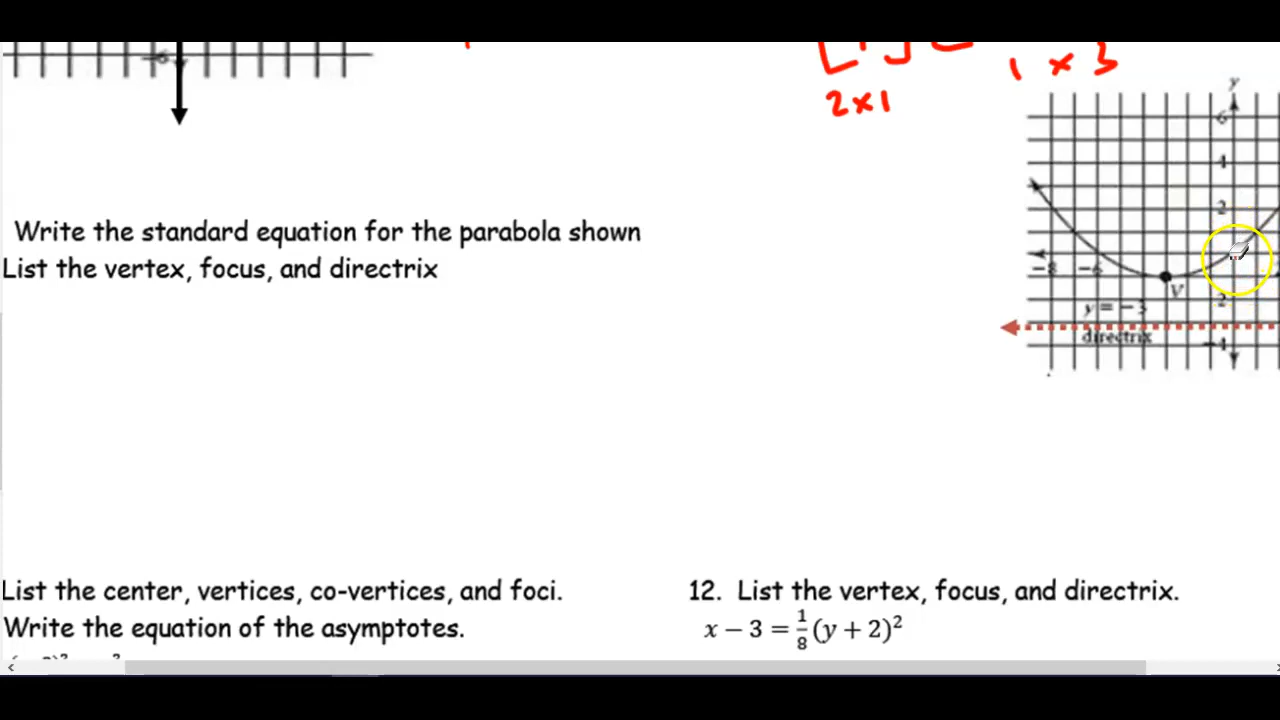 -6
1 x 3
2x1
y
6
4
2
Write the standard equation for the parabola shown
List the vertex, focus, and directrix
-8
-6
V
2
y = -3
directrix
-4
List the center, vertices, co-vertices, and foci.
Write the equation of the asymptotes.
12. List the vertex, focus, and directrix.
x − 3 = 1/8 (y + 2)²